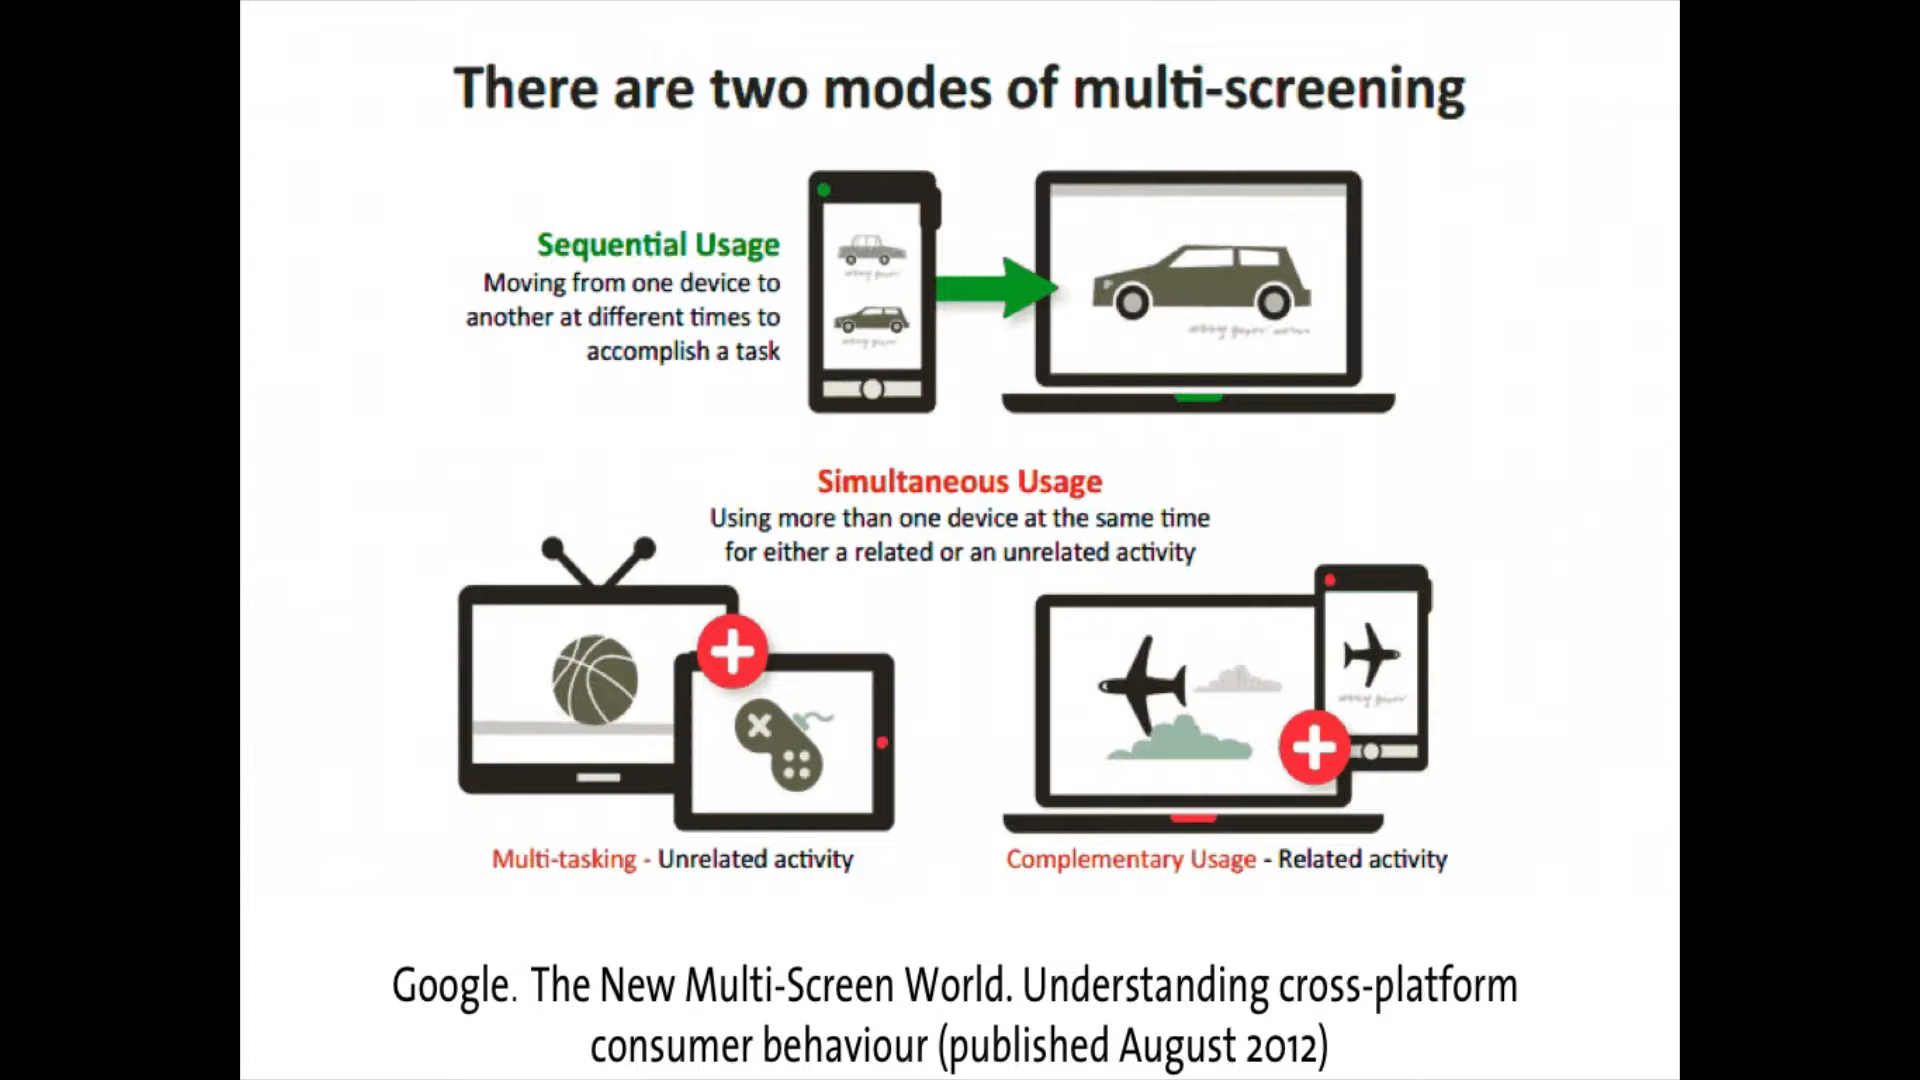 There are two modes of multi-screening
Sequential Usage
Moving from one device to
another at different times to
accomplish a task
Simultaneous Usage
Using more than one device at the same time
for either a related or an unrelated activity
Multi-tasking - Unrelated activity
Complementary Usage - Related activity
Google. The New Multi-Screen World. Understanding cross-platform
consumer behaviour (published August 2012)